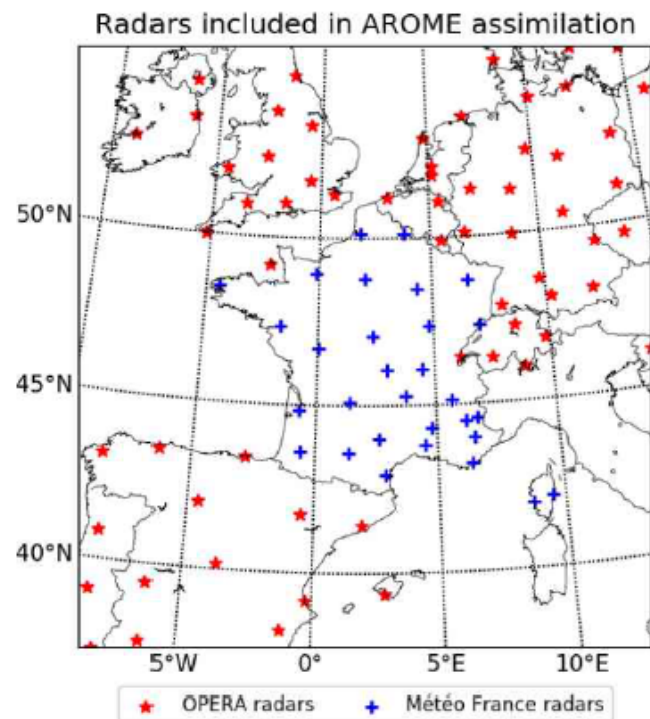 Radars included in AROME assimilation
50°N
45°N
40°N
5°W 0° 5°E 10°E
OPERA radars Météo France radars